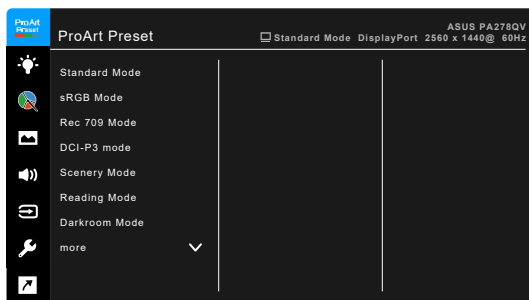 ProArt
Preset
ASUS PA278QV
ProArt Preset
Standard Mode DisplayPort 2560 x 1440@ 60Hz
Standard Mode
sRGB Mode
Rec 709 Mode
DCI-P3 mode
Scenery Mode
Reading Mode
Darkroom Mode
more